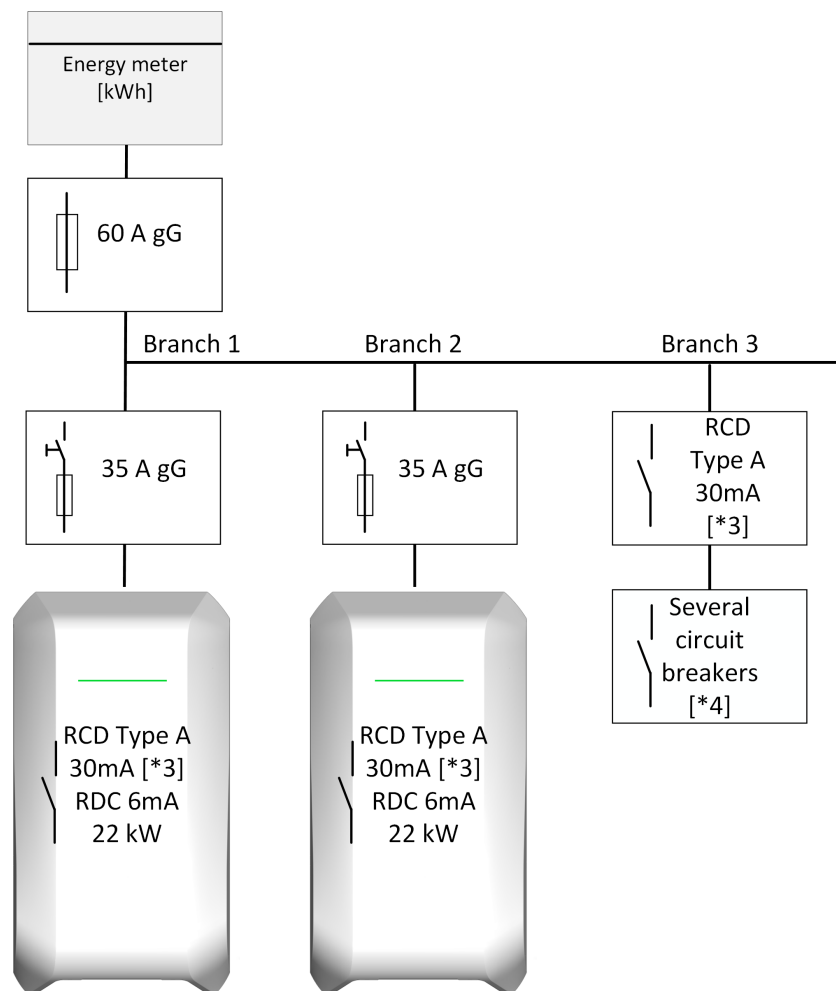 Energy meter
[kWh]
60 A gG
Branch 1
Branch 2
Branch 3
35 A gG
35 A gG
RCD
Type A
30mA
[*3]
Several
circuit
breakers
[*4]
RCD Type A
30mA [*3]
RDC 6mA
22 kW
RCD Type A
30mA [*3]
RDC 6mA
22 kW